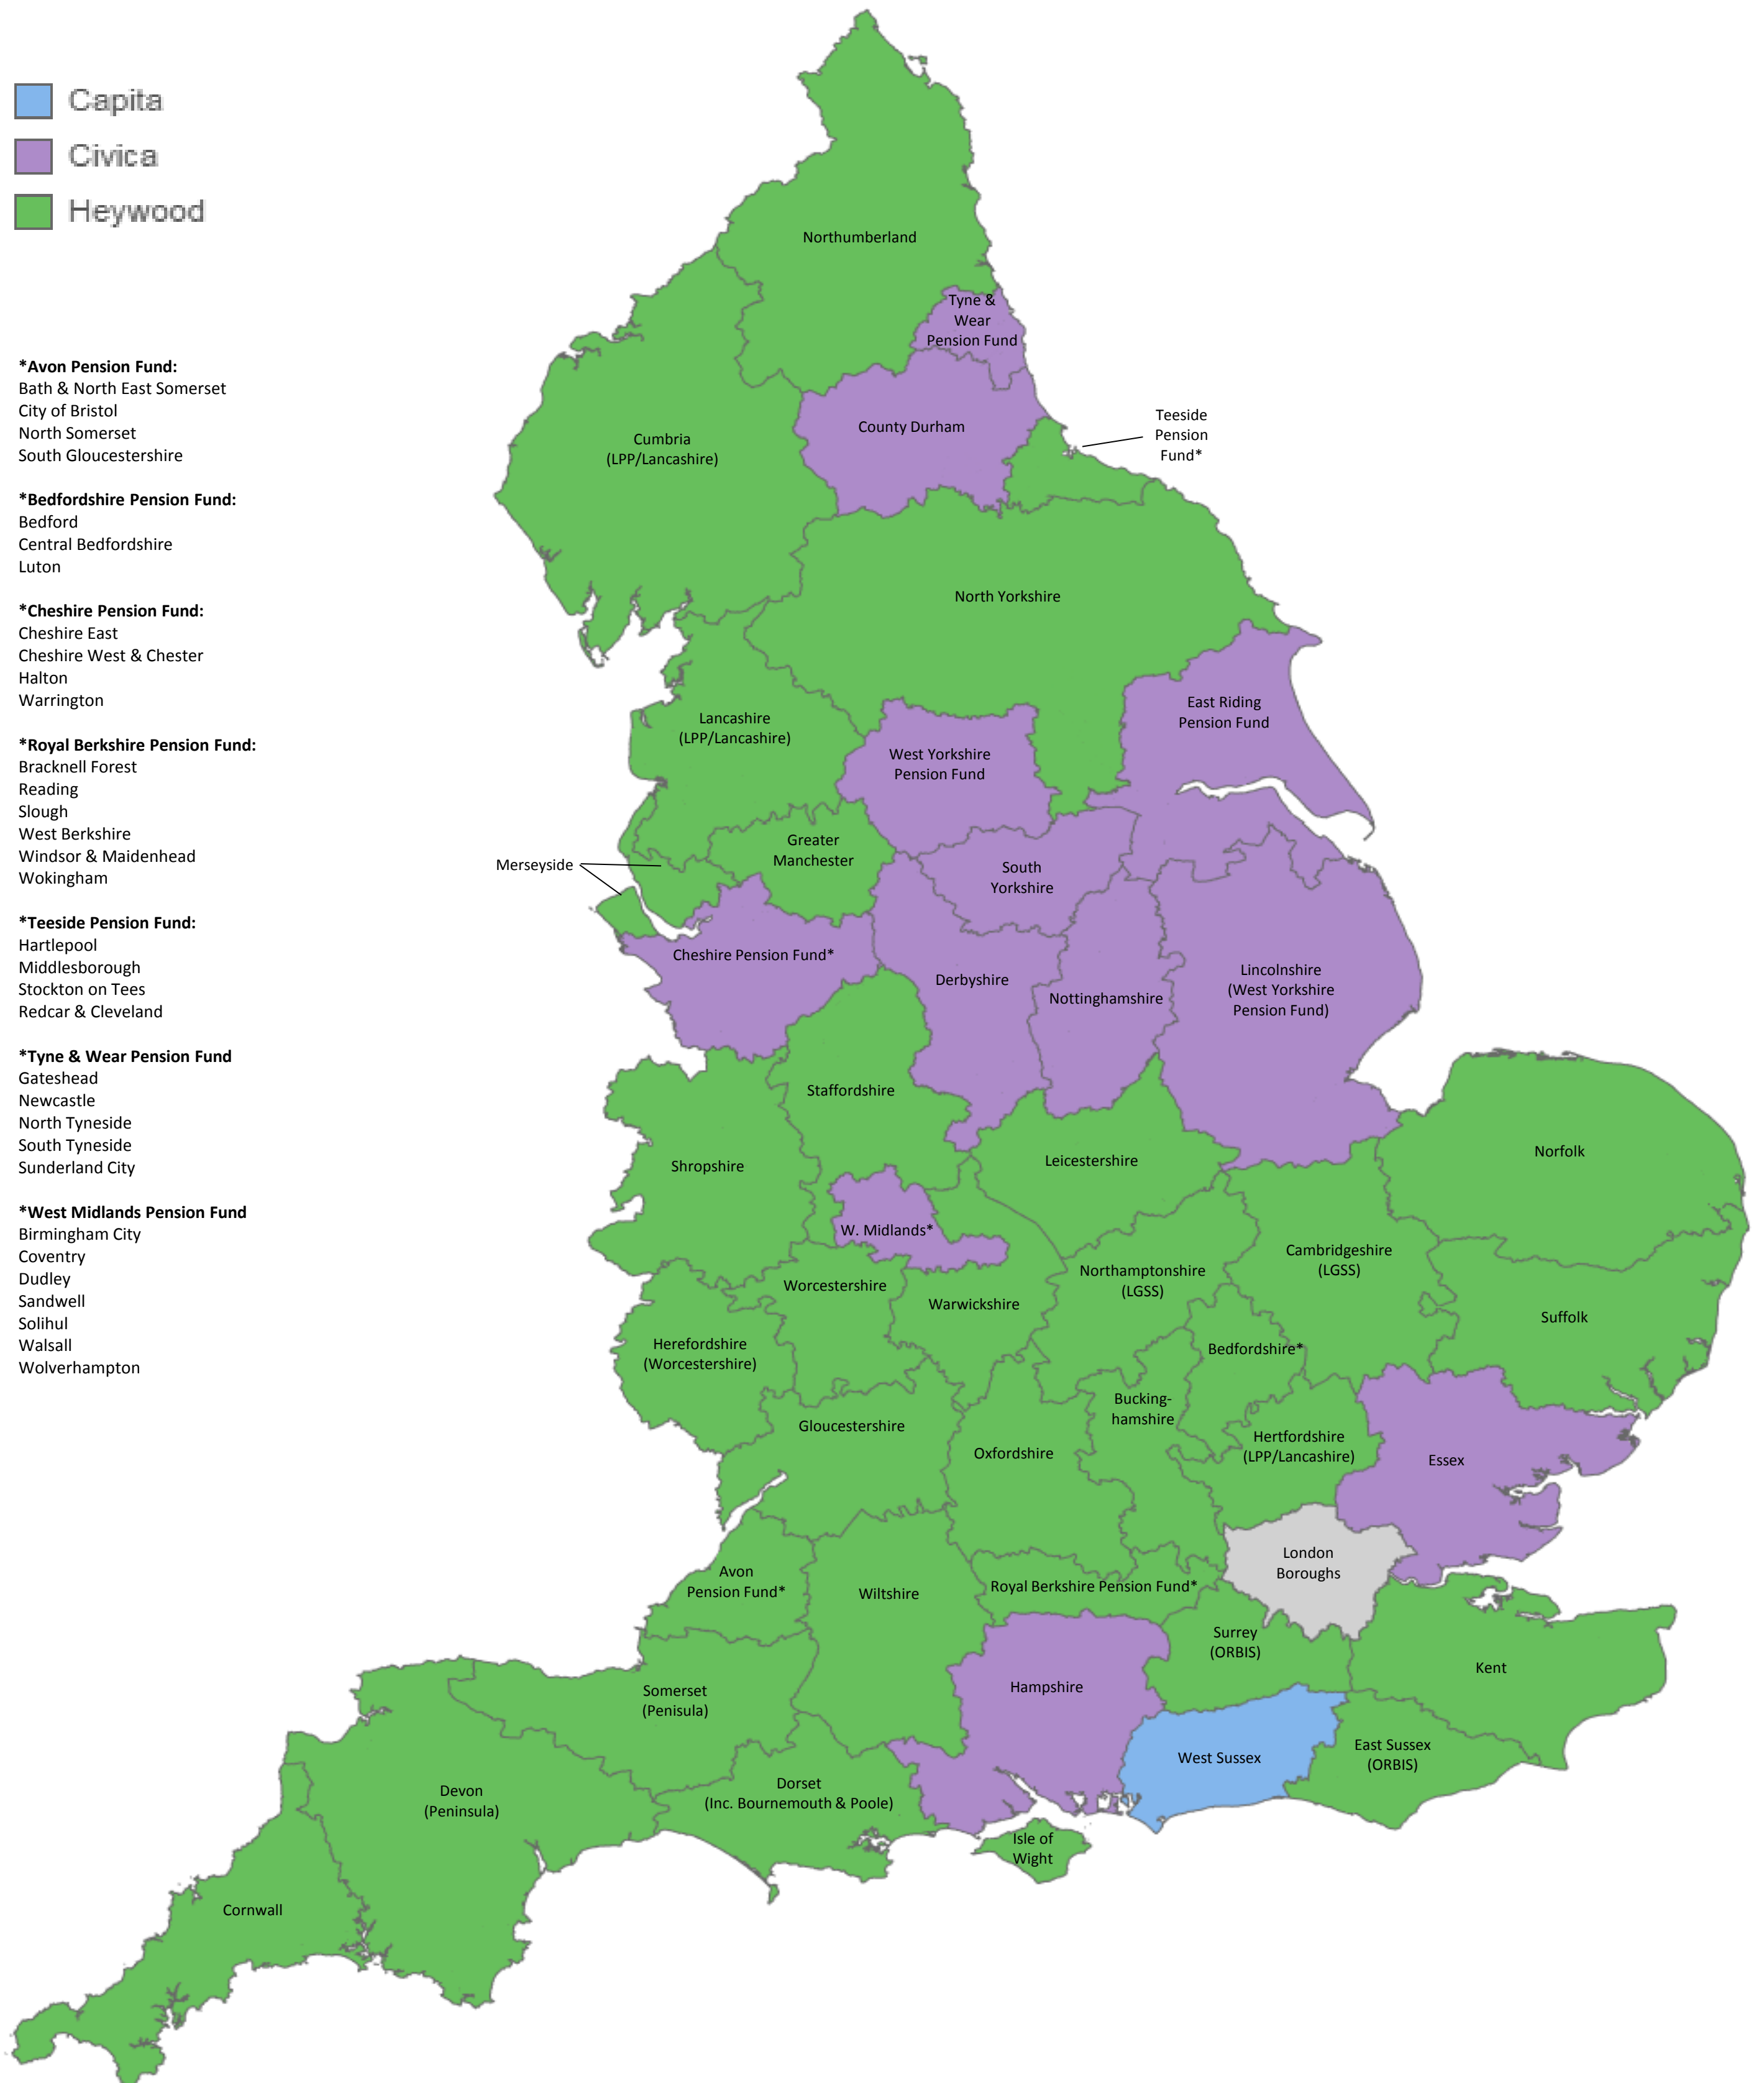 Capita
Civica
Heywood
*Avon Pension Fund:
Bath & North East Somerset
City of Bristol
North Somerset
South Gloucestershire
*Bedfordshire Pension Fund:
Bedford
Central Bedfordshire
Luton
*Cheshire Pension Fund:
Cheshire East
Cheshire West & Chester
Halton
Warrington
*Royal Berkshire Pension Fund:
Bracknell Forest
Reading
Slough
West Berkshire
Windsor & Maidenhead
Wokingham
*Teeside Pension Fund:
Hartlepool
Middlesborough
Stockton on Tees
Redcar & Cleveland
*Tyne & Wear Pension Fund
Gateshead
Newcastle
North Tyneside
South Tyneside
Sunderland City
*West Midlands Pension Fund
Birmingham City
Coventry
Dudley
Sandwell
Solihul
Walsall
Wolverhampton
Northumberland
Tyne &
Wear
Pension Fund
County Durham
Teeside
Pension
Fund*
Cumbria
(LPP/Lancashire)
North Yorkshire
East Riding
Pension Fund
Lancashire
(LPP/Lancashire)
West Yorkshire
Pension Fund
Greater
Manchester
Merseyside
South
Yorkshire
Cheshire Pension Fund*
Derbyshire
Nottinghamshire
Lincolnshire
(West Yorkshire
Pension Fund)
Staffordshire
Shropshire
Leicestershire
Norfolk
W. Midlands*
Worcestershire
Warwickshire
Northamptonshire
(LGSS)
Cambridgeshire
(LGSS)
Suffolk
Herefordshire
(Worcestershire)
Bedfordshire*
Bucking-
hamshire
Gloucestershire
Oxfordshire
Hertfordshire
(LPP/Lancashire)
Essex
London
Boroughs
Avon
Pension Fund*
Wiltshire
Royal Berkshire Pension Fund*
Surrey
(ORBIS)
Kent
Hampshire
Somerset
(Penisula)
West Sussex
East Sussex
(ORBIS)
Devon
(Peninsula)
Dorset
(Inc. Bournemouth & Poole)
Isle of
Wight
Cornwall